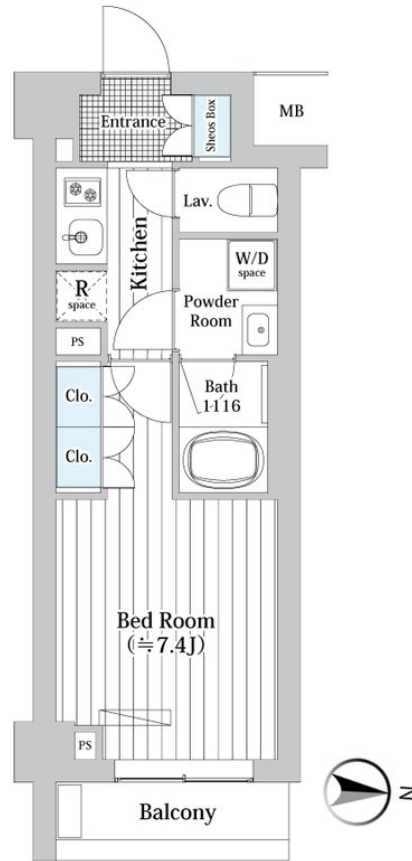 MB
Entrance
Sheos Box
Lav.
Kitchen
W/D
space
Powder
Room
R
space
PS
Bath
1116
Clo.
Clo.
Bed Room
(≒7.4J)
PS
Balcony
N